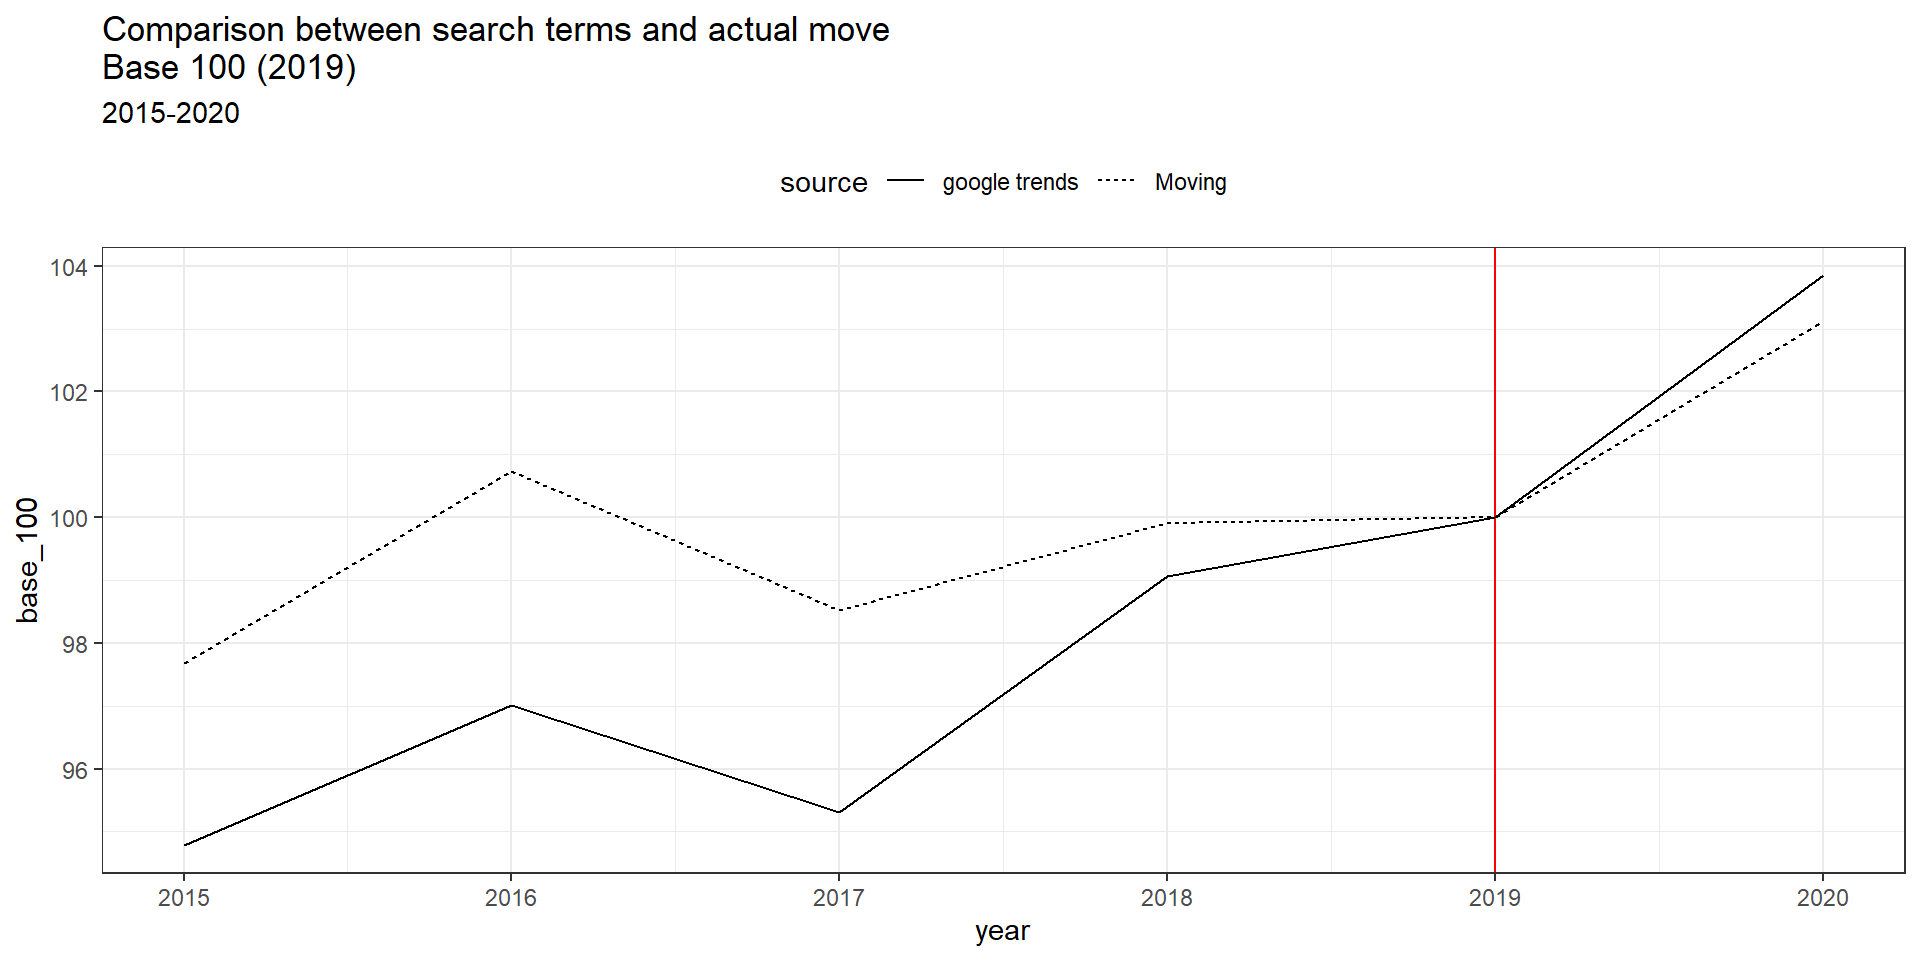 Comparison between search terms and actual move
Base 100 (2019)
2015-2020
source google trends Moving
104
102
100
98
96
base_100
2015 2016 2017 2018 2019 2020
year